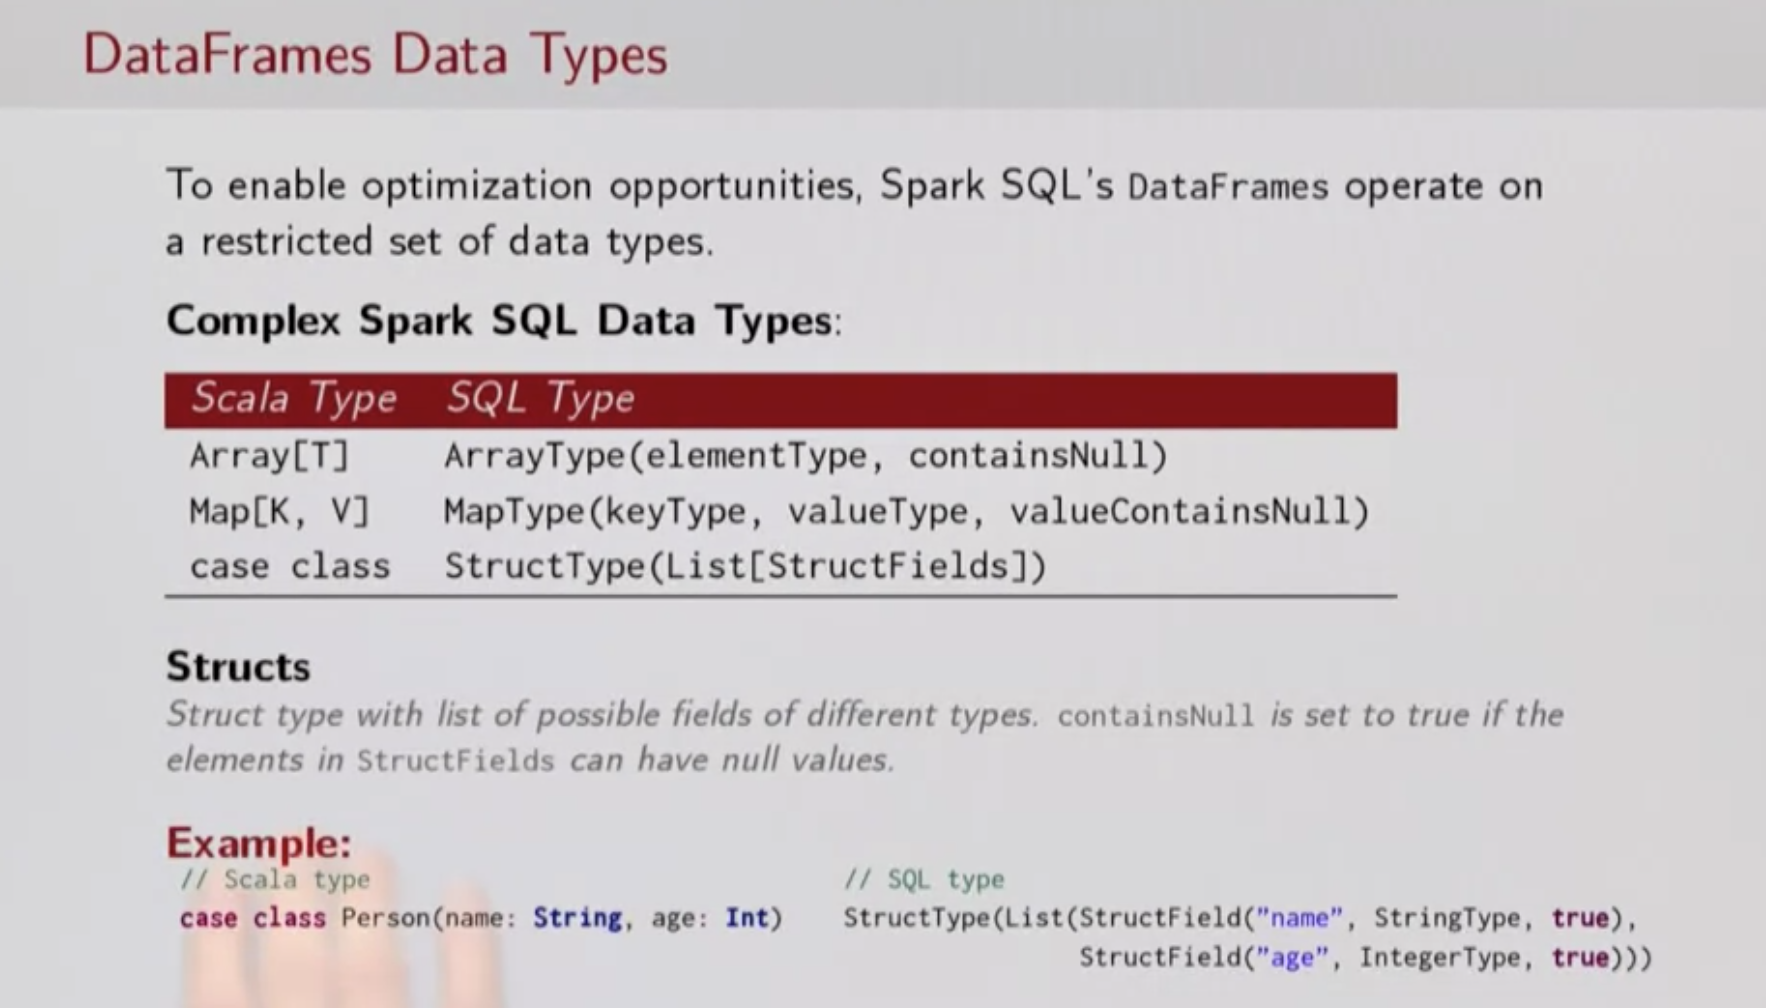 DataFrames Data Types
To enable optimization opportunities, Spark SQL's DataFrames operate on
a restricted set of data types.
Complex Spark SQL Data Types:
Scala Type SQL Type
Array[T] ArrayType(elementType, containsNull)
Map[K, V] MapType(keyType, valueType, valueContainsNull)
case class StructType(List[StructFields])
Structs
Struct type with list of possible fields of different types. containsNull is set to true if the
elements in StructFields can have null values.
Example:
// Scala type // SQL type
case class Person(name: String, age: Int) StructType(List(StructField("name", StringType, true),
StructField("age", IntegerType, true)))